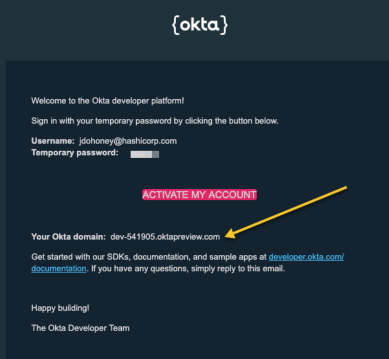 {okta}
Welcome to the Okta developer platform!
Sign in with your temporary password by clicking the button below.
Username: jdohoney@hashicorp.com
Temporary password:
ACTIVATE MY ACCOUNT
Your Okta domain: dev-541905.oktapreview.com
Get started with our SDKs, documentation, and sample apps at developer.okta.com/
documentation. If you have any questions, simply reply to this email.
Happy building!
The Okta Developer Team